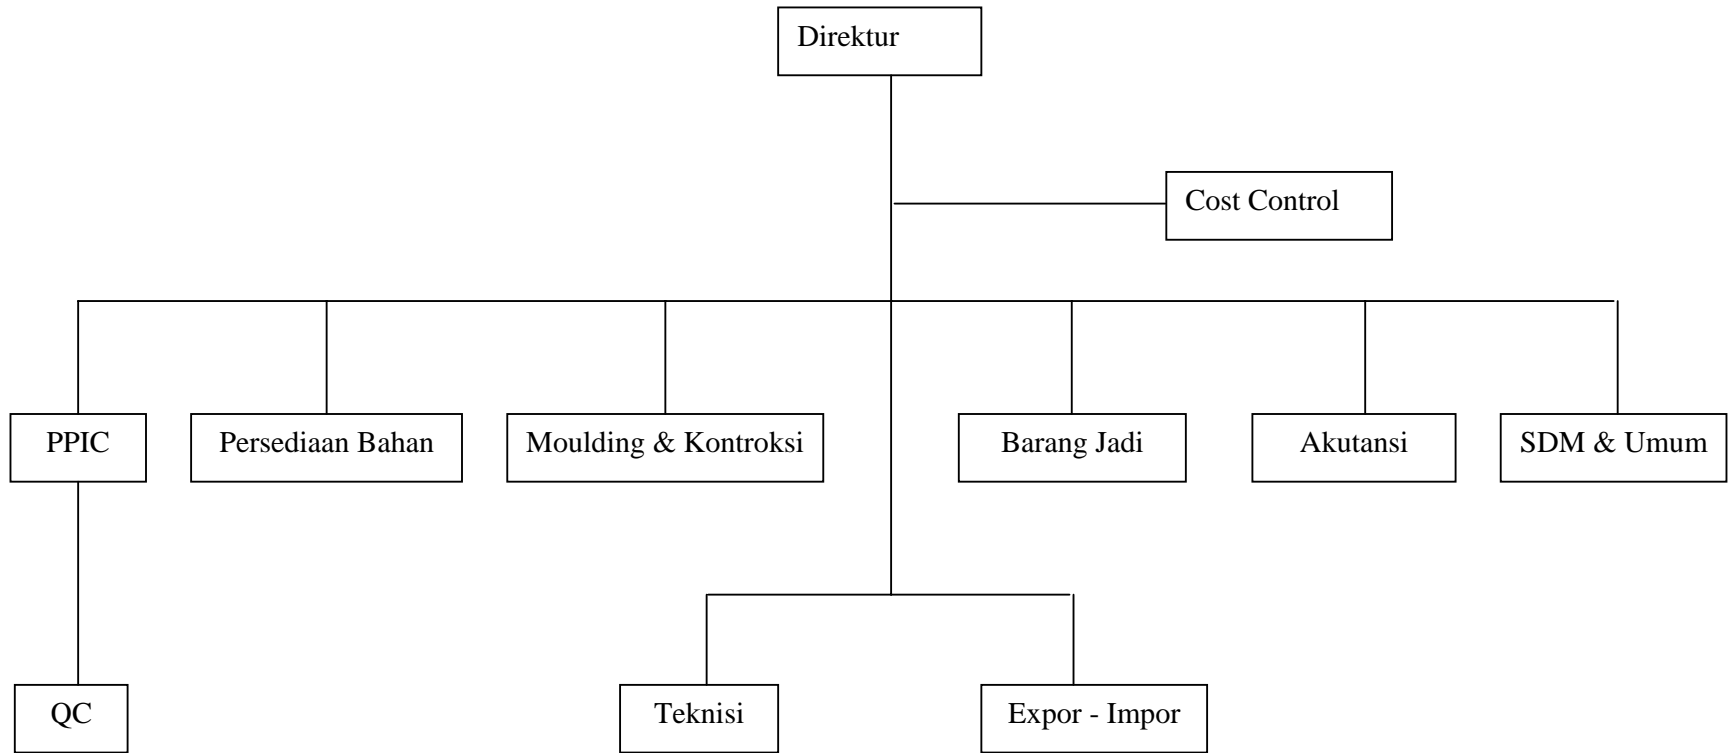 Direktur
Cost Control
PPIC
Persediaan Bahan
Moulding & Kontroksi
Barang Jadi
Akutansi
SDM & Umum
QC
Teknisi
Expor - Impor